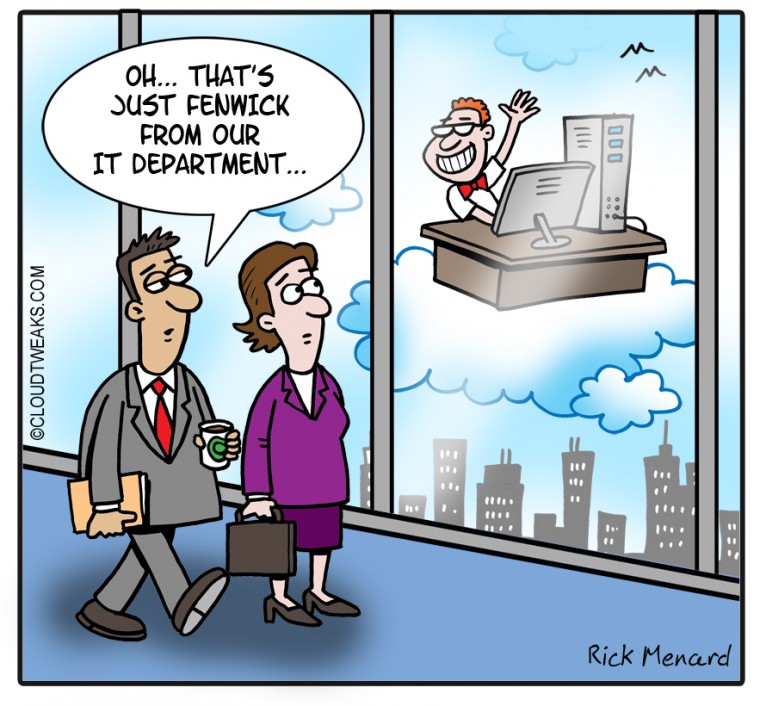 OH... THAT'S
JUST FENWICK
FROM OUR
IT DEPARTMENT...
©CLOUDTWEAKS.COM
Rick Menard